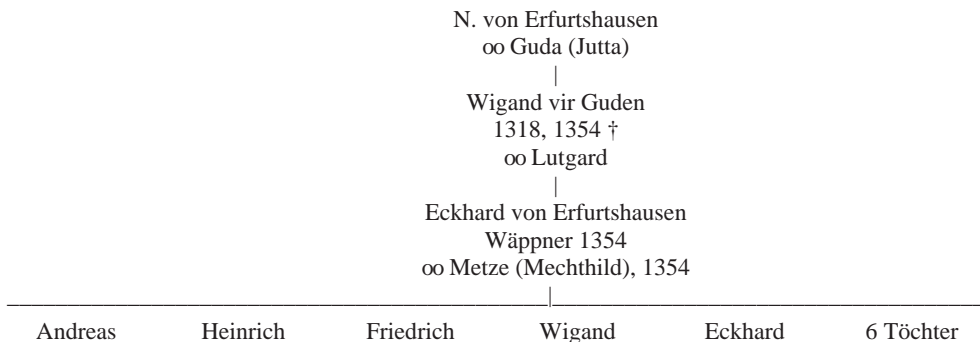 N. von Erfurtshausen
oo Guda (Jutta)
Wigand vir Guden
1318, 1354 †
oo Lutgard
Eckhard von Erfurtshausen
Wäppner 1354
oo Metze (Mechthild), 1354
Andreas Heinrich Friedrich Wigand Eckhard 6 Töchter